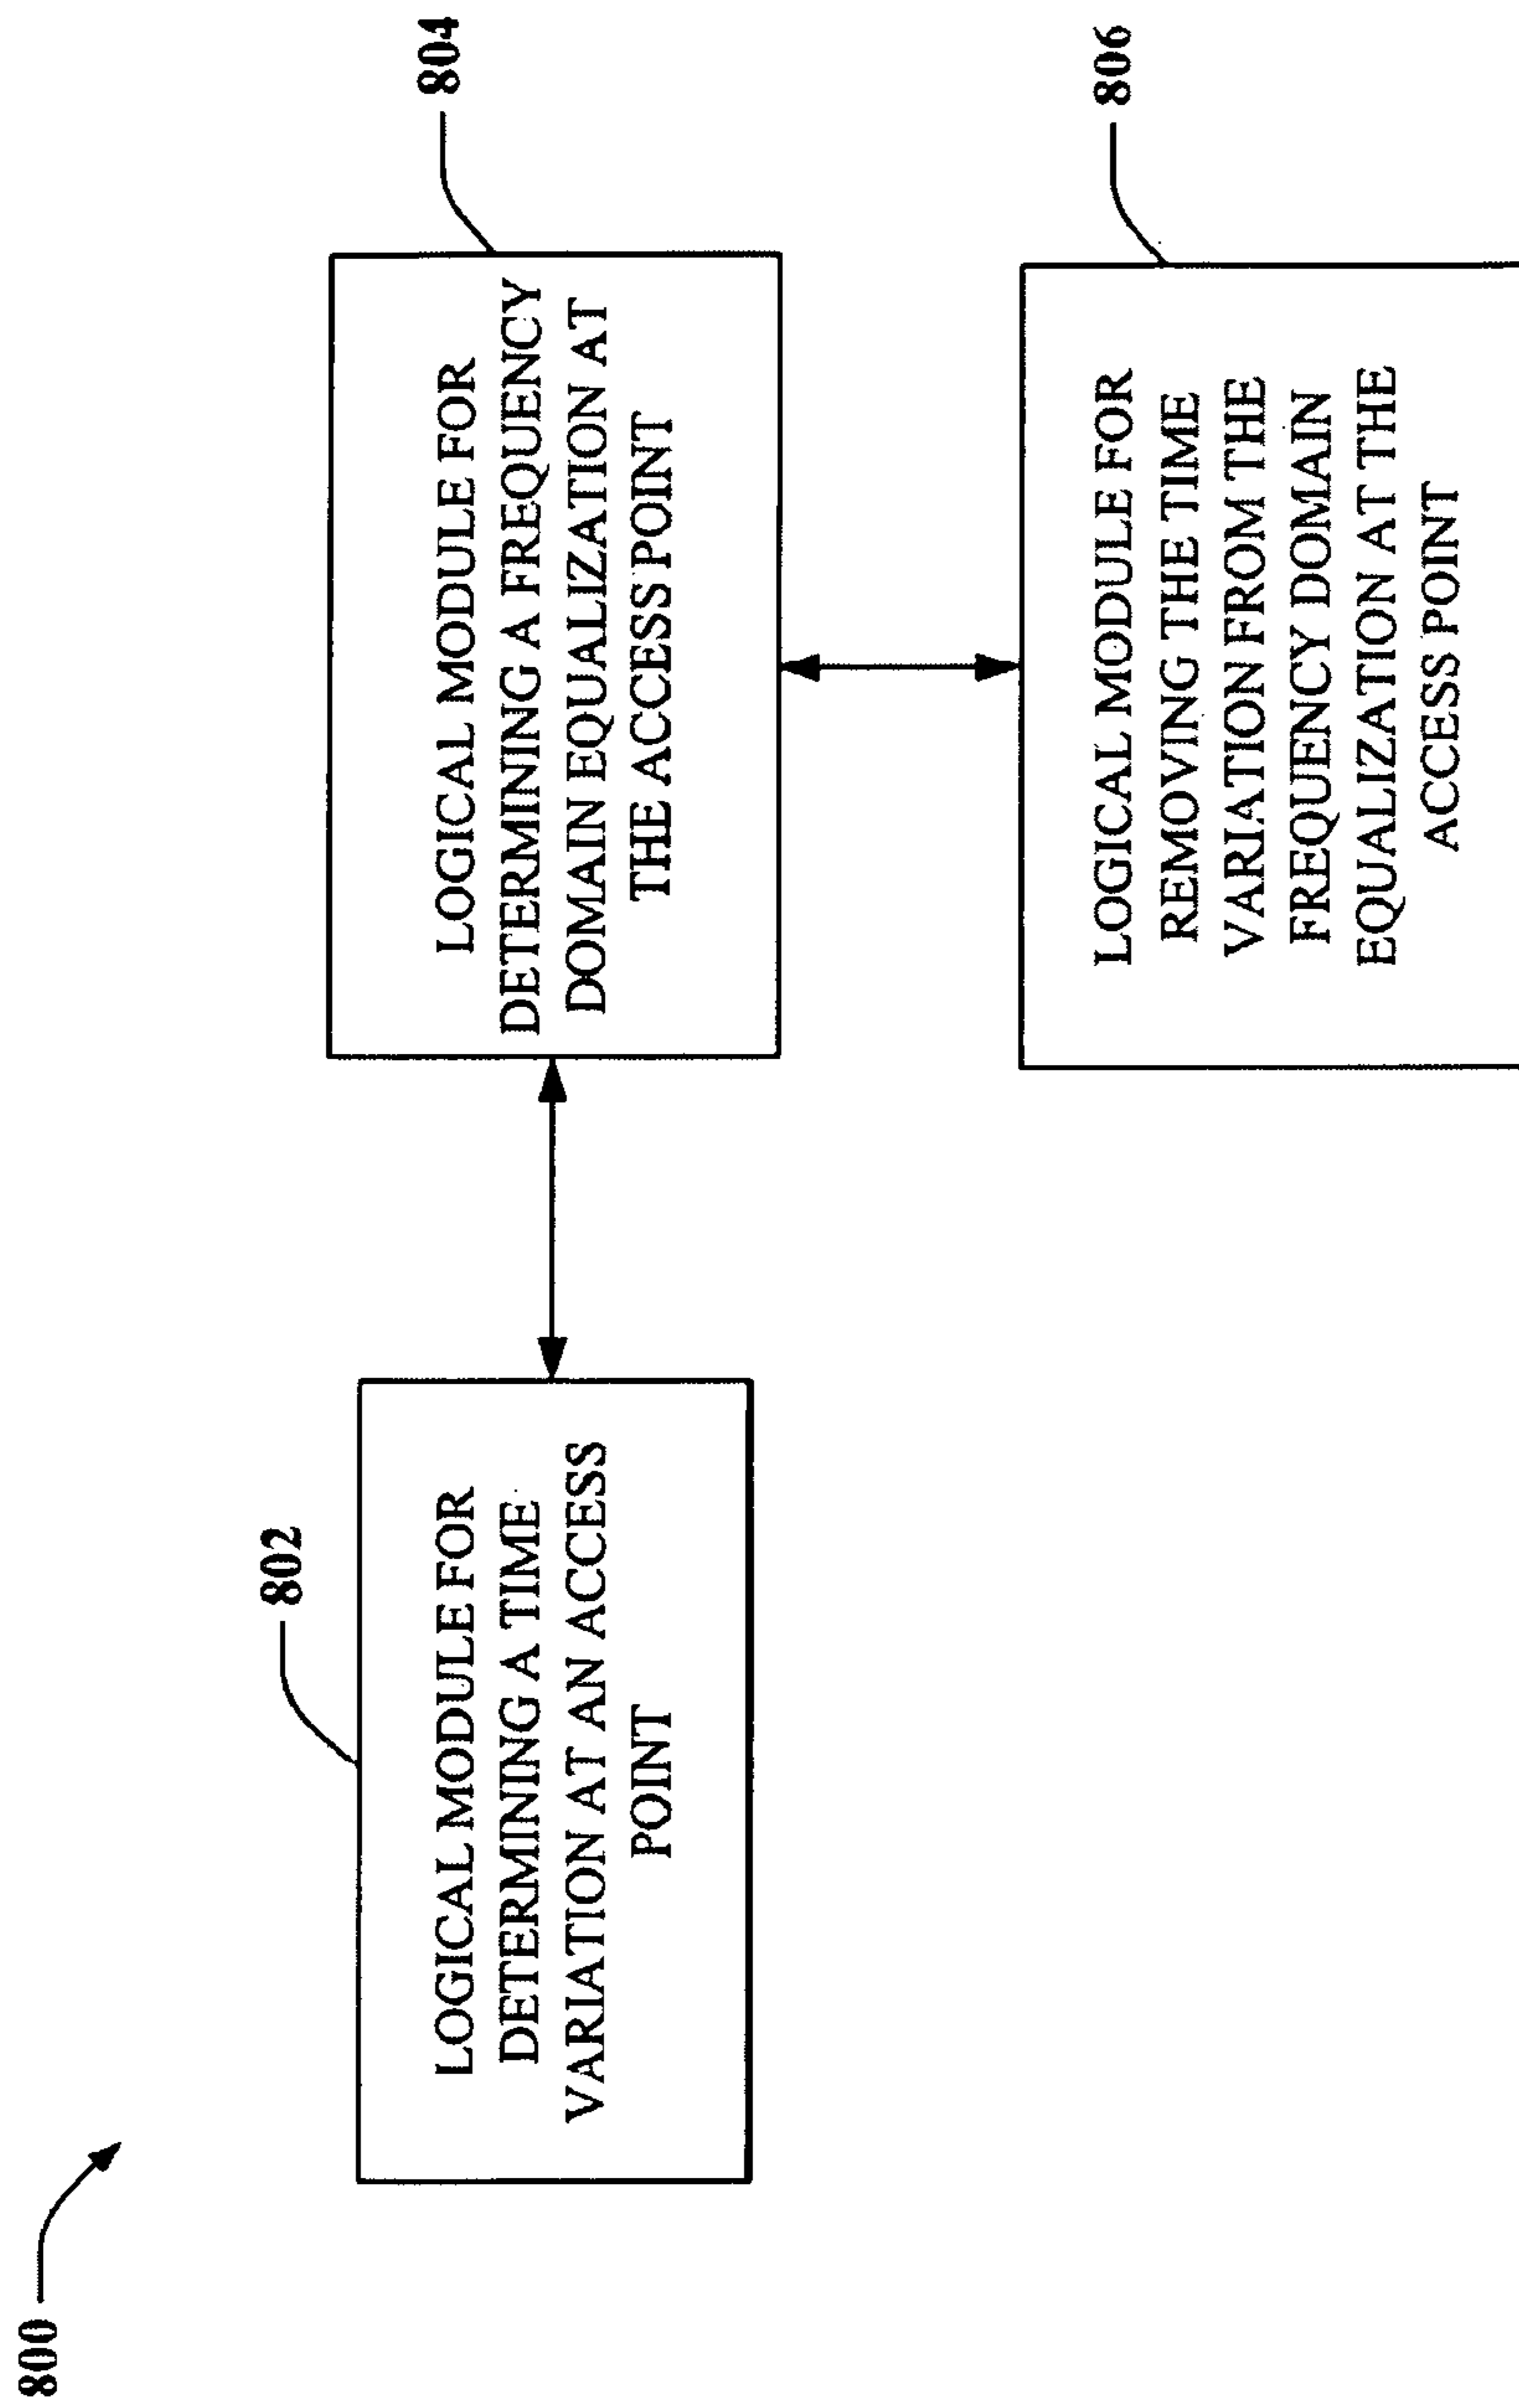 800
802
LOGICAL MODULE FOR
DETERMINING A TIME
VARIATION AT AN ACCESS
POINT
804
LOGICAL MODULE FOR
DETERMINING A FREQUENCY
DOMAIN EQUALIZATION AT
THE ACCESS POINT
806
LOGICAL MODULE FOR
REMOVING THE TIME
VARIATION FROM THE
FREQUENCY DOMAIN
EQUALIZATION AT THE
ACCESS POINT